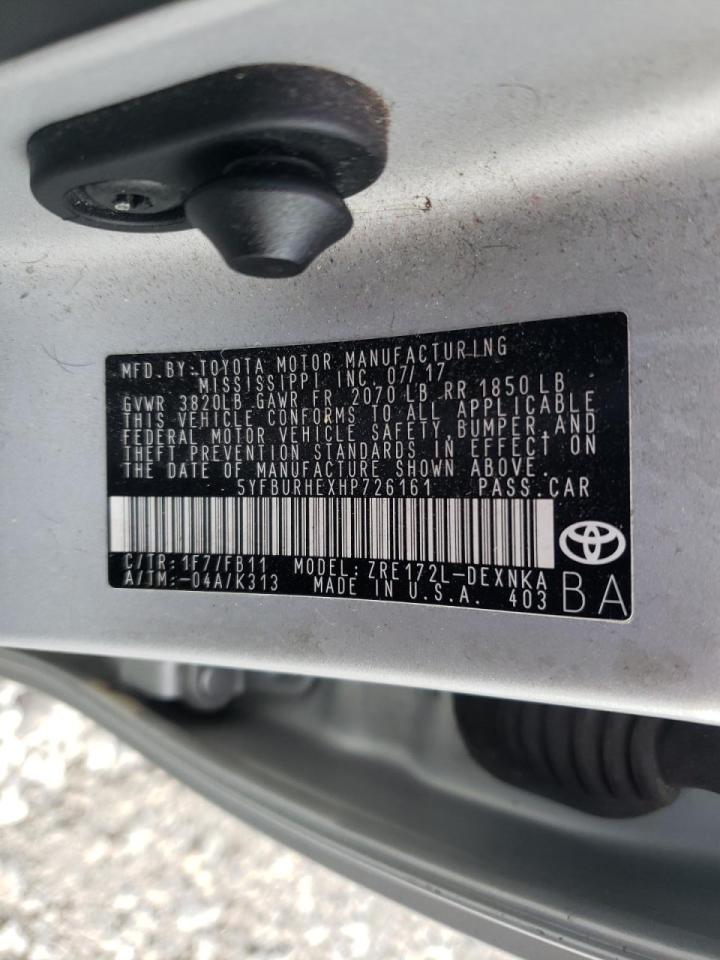 MFD. BY: TOYOTA MOTOR MANUFACTURING
MISSISSIPPI INC. 07/17
GVWR 3820LB GAWR FR 2070 LB RR 1850 LB
THIS VEHICLE CONFORMS TO ALL APPLICABLE
FEDERAL MOTOR VEHICLE SAFETY, BUMPER, AND
THEFT PREVENTION STANDARDS IN EFFECT ON
THE DATE OF MANUFACTURE SHOWN ABOVE.
5YFBURHEXHP726161 PASS.CAR
C/TR: 1F7/FB11 MODEL: ZRE172L-DEXNKA
A/TM: -04A/K313 MADE IN U.S.A. 403
BA